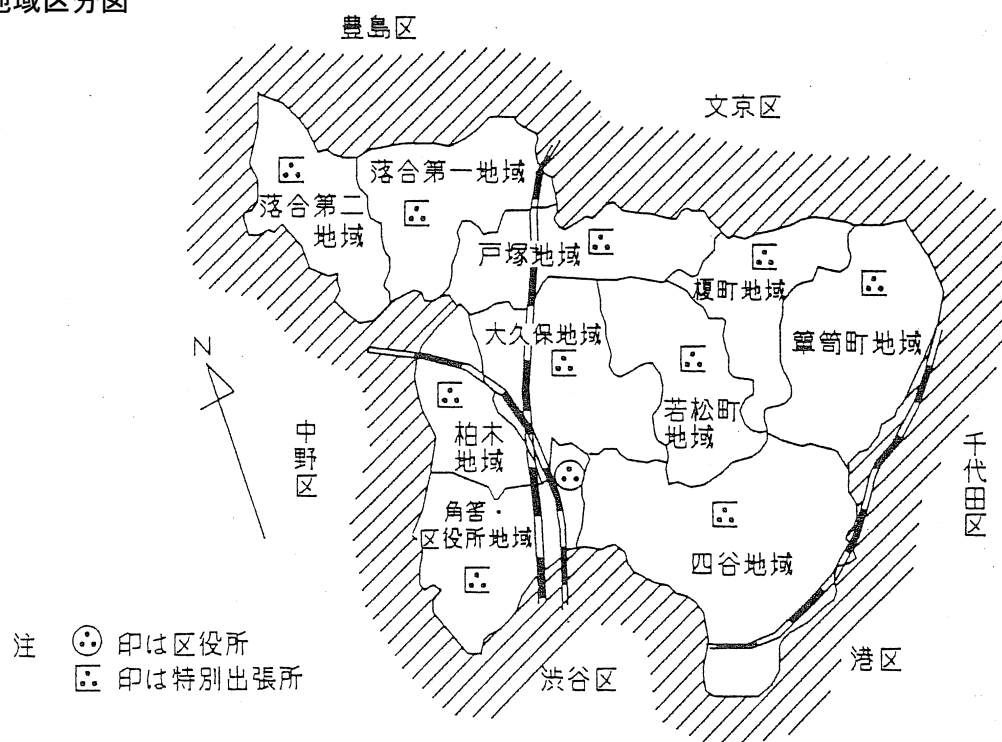 地域区分図
豊島区
文京区
落合第一地域
落合第二
地域
戸塚地域
榎町地域
大久保地域
簞笥町地域
N
若松町
地域
柏木
地域
中
野
区
千
代
田
区
角筈・
区役所地域
四谷地域
注 印は区役所
印は特別出張所
渋谷区
港区